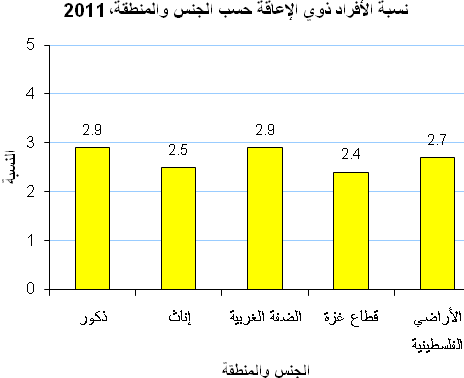 نسبة الأفراد ذوي الإعاقة حسب الجنس والمنطقة، 2011
5
4
3
2
1
0
النسبة
2.9
2.5
2.9
2.4
2.7
ذكور
إناث
الضفة الغربية
قطاع غزة
الأراضي
الفلسطينية
الجنس والمنطقة